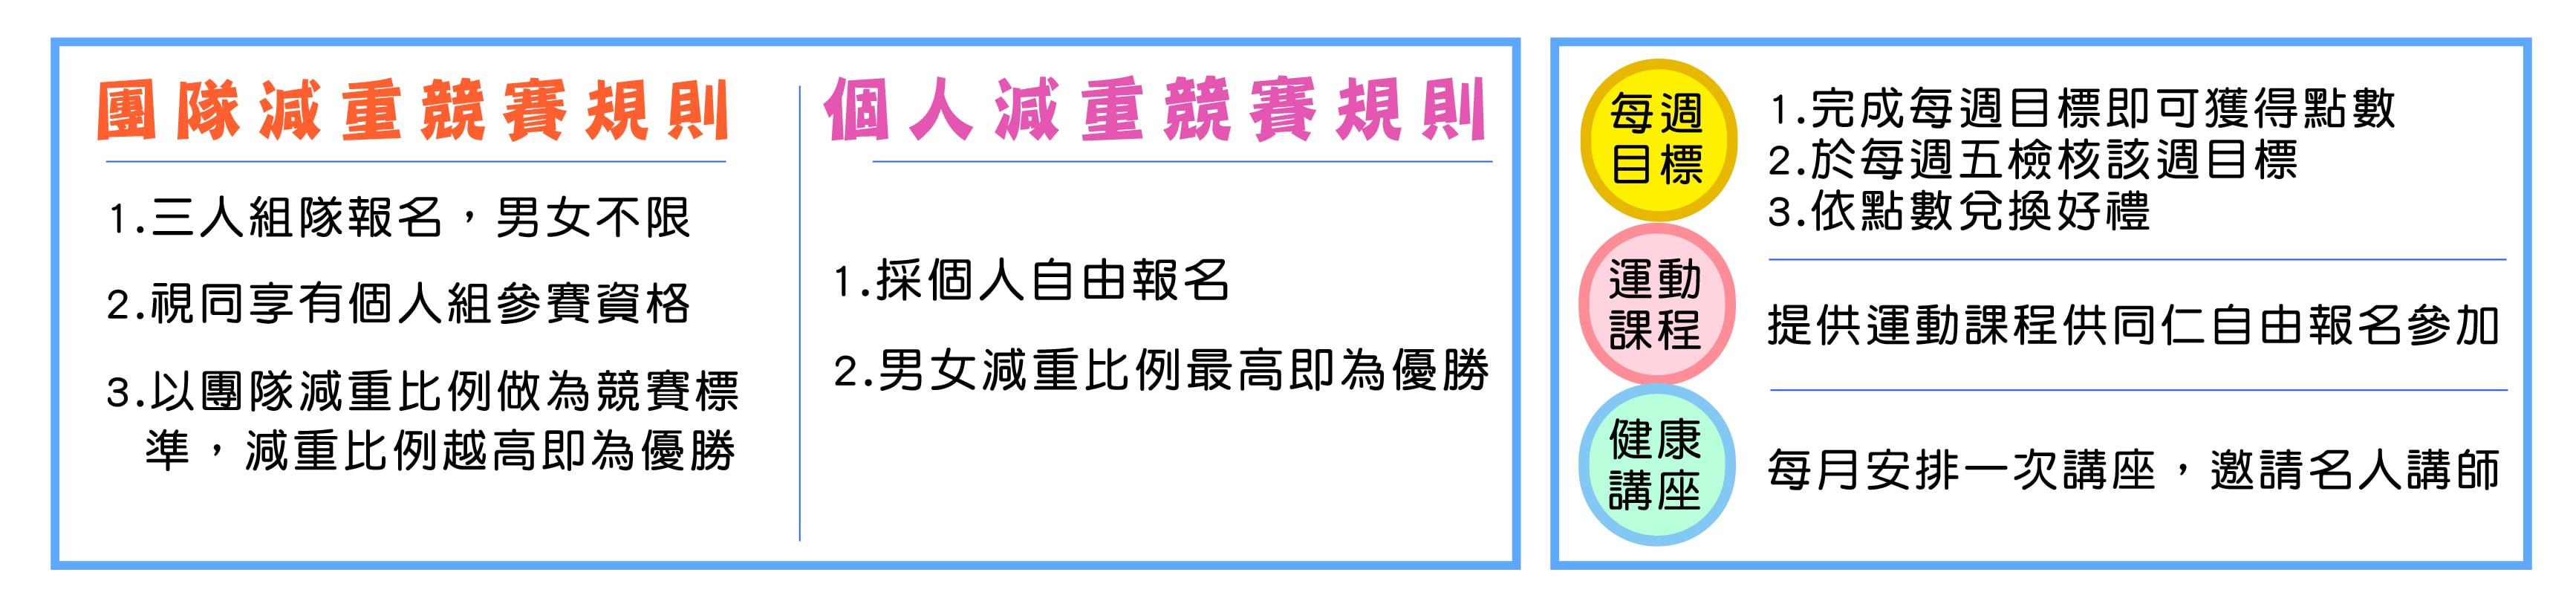 團隊減重競賽規則
1.三人組隊報名，男女不限
2.視同享有個人組參賽資格
3.以團隊減重比例做為競賽標
準，減重比例越高即為優勝
個人減重競賽規則
1.採個人自由報名
2.男女減重比例最高即為優勝
每週
目標
1.完成每週目標即可獲得點數
2.於每週五檢核該週目標
3.依點數兌換好禮
運動
課程
提供運動課程供同仁自由報名參加
健康
講座
每月安排一次講座，邀請名人講師